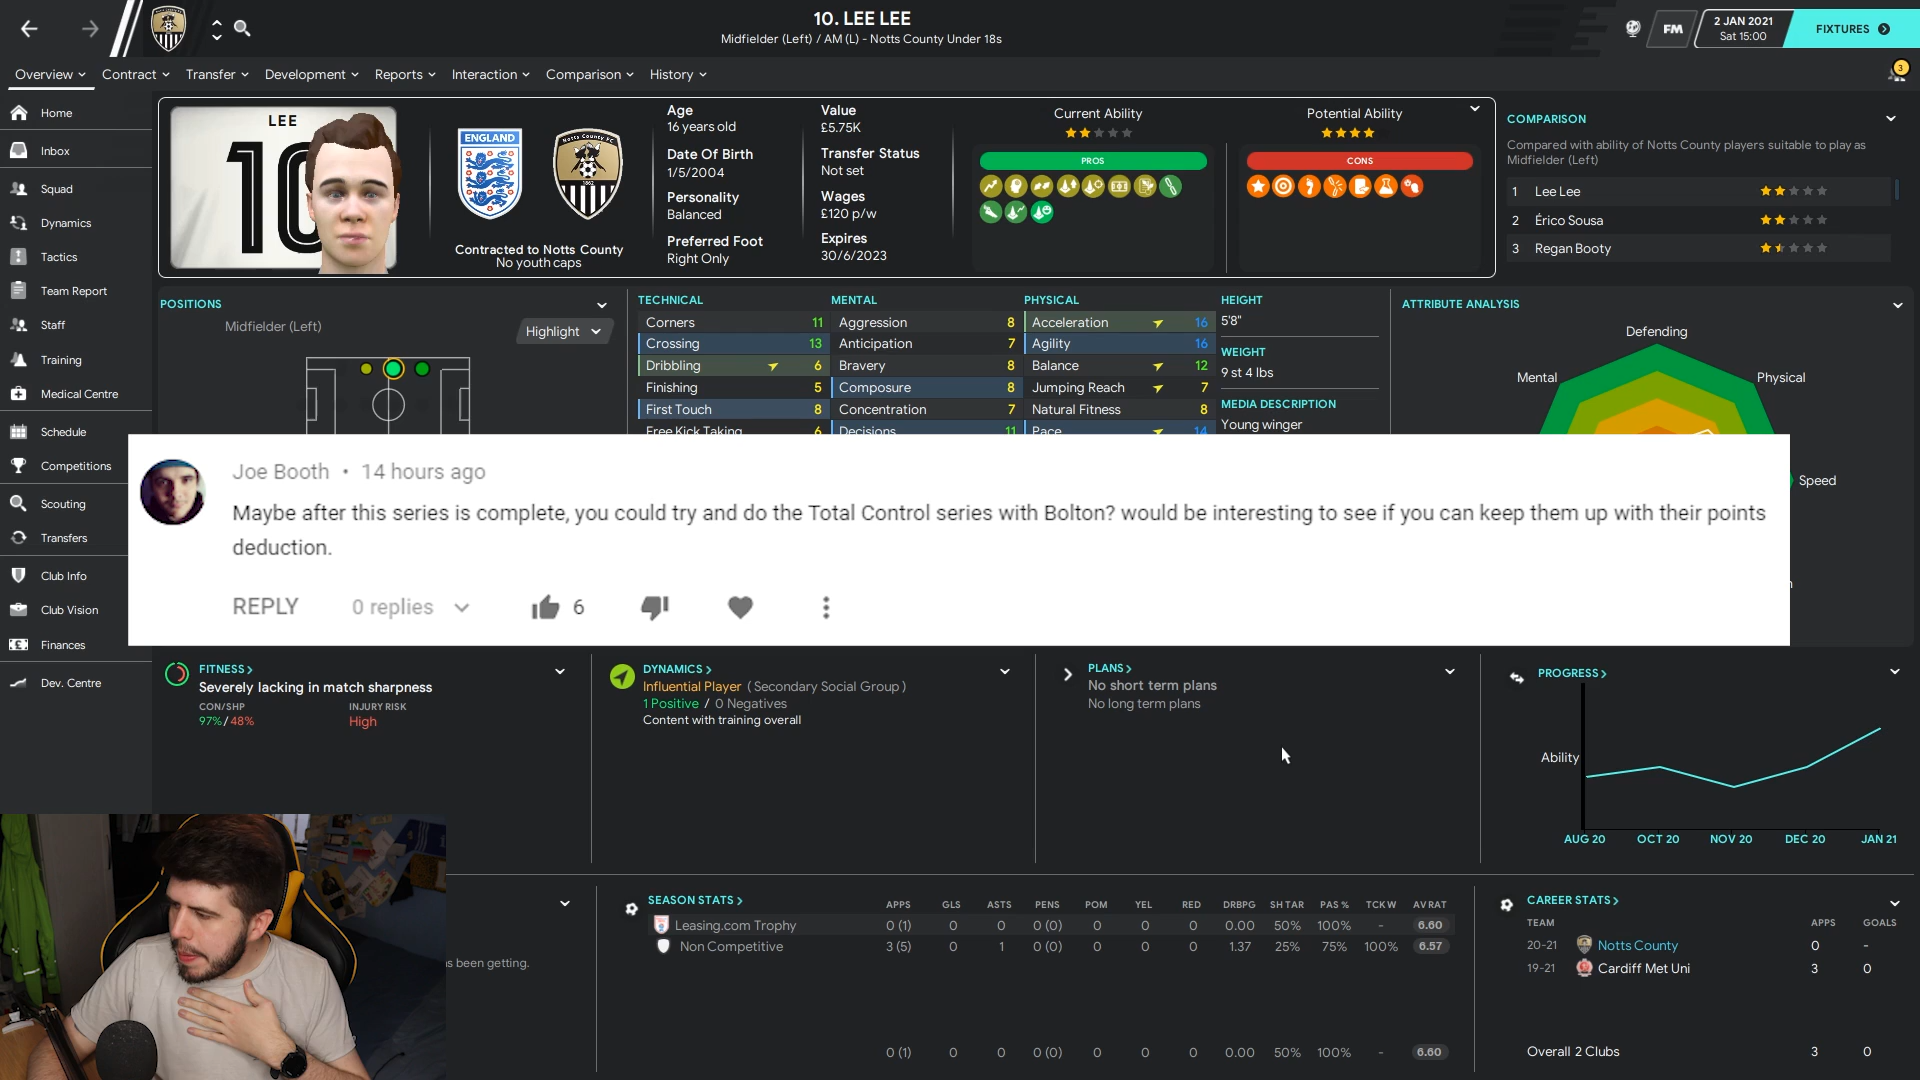 10. LEE LEE
Midfielder (Left) / AM (L) - Notts County Under 18s
FM
2 JAN 2021
Sat 15:00
FIXTURES
Overview
Contract
Transfer
Development
Reports
Interaction
Comparison
History
3
Home
Inbox
Squad
Dynamics
Tactics
Team Report
Staff
Training
Medical Centre
Schedule
Competitions
Scouting
Transfers
Club Info
Club Vision
Finances
Dev. Centre
LEE
10
ENGLAND
Contracted to Notts County
No youth caps
Age
16 years old
Date Of Birth
1/5/2004
Personality
Balanced
Preferred Foot
Right Only
Value
£5.75K
Transfer Status
Not set
Wages
£120 p/w
Expires
30/6/2023
Current Ability
PROS
Potential Ability
CONS
COMPARISON
Compared with ability of Notts County players suitable to play as
Midfielder (Left)
1 Lee Lee
2 Érico Sousa
3 Regan Booty
POSITIONS
Midfielder (Left)
Highlight
TECHNICAL
Corners 11
Crossing 13
Dribbling 6
Finishing 5
First Touch 8
Free Kick Taking 6
MENTAL
Aggression 8
Anticipation 7
Bravery 8
Composure 8
Concentration 7
Decisions 11
PHYSICAL
Acceleration 16
Agility 16
Balance 12
Jumping Reach 7
Natural Fitness 8
Pace 14
HEIGHT
5'8"
WEIGHT
9 st 4 lbs
MEDIA DESCRIPTION
Young winger
ATTRIBUTE ANALYSIS
Defending
Mental
Physical
Speed
Joe Booth • 14 hours ago
Maybe after this series is complete, you could try and do the Total Control series with Bolton? would be interesting to see if you can keep them up with their points
deduction.
REPLY 0 replies 6
FITNESS
Severely lacking in match sharpness
CON/SHP INJURY RISK
97% / 48% High
DYNAMICS
Influential Player ( Secondary Social Group )
1 Positive / 0 Negatives
Content with training overall
PLANS
No short term plans
No long term plans
PROGRESS
Ability
AUG 20 OCT 20 NOV 20 DEC 20 JAN 21
s been getting.
SEASON STATS APPS GLS ASTS PENS POM YEL RED DRBPG SH TAR PAS % TCK W AV RAT
Leasing.com Trophy 0 (1) 0 0 0 (0) 0 0 0 0.00 50% 100% - 6.60
Non Competitive 3 (5) 0 1 0 (0) 0 0 0 1.37 25% 75% 100% 6.57
0 (1) 0 0 0 (0) 0 0 0 0.00 50% 100% - 6.60
CAREER STATS
TEAM APPS GOALS
20-21 Notts County 0 -
19-21 Cardiff Met Uni 3 0
Overall 2 Clubs 3 0